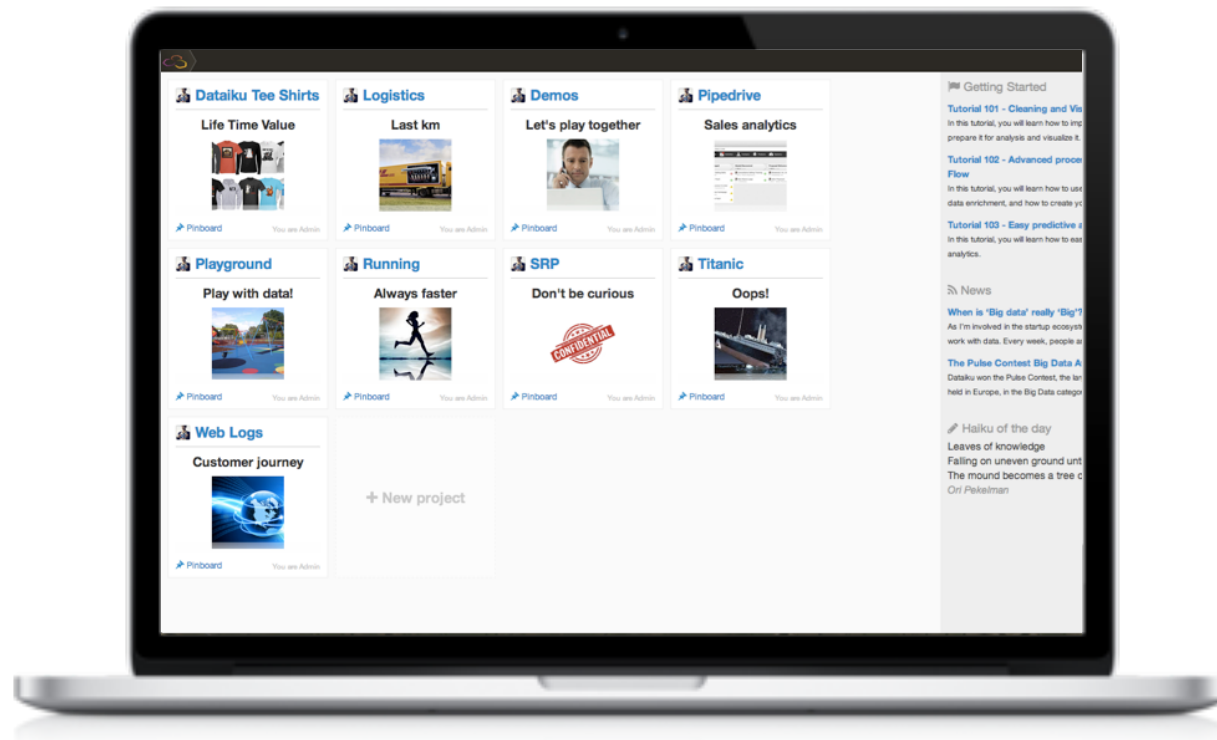 Dataiku Tee Shirts
Life Time Value
Pinboard
You are Admin
Logistics
Last km
Pinboard
You are Admin
Demos
Let's play together
Pinboard
You are Admin
Pipedrive
Sales analytics
Pinboard
You are Admin
Playground
Play with data!
Pinboard
You are Admin
Running
Always faster
Pinboard
You are Admin
SRP
Don't be curious
CONFIDENTIAL
Pinboard
You are Admin
Titanic
Oops!
Pinboard
You are Admin
Web Logs
Customer journey
Pinboard
You are Admin
+ New project
Getting Started
Tutorial 101 - Cleaning and Vis
In this tutorial, you will learn how to imp
prepare it for analysis and visualize it.
Tutorial 102 - Advanced proce
Flow
In this tutorial, you will learn how to use
data enrichment, and how to create yo
Tutorial 103 - Easy predictive a
In this tutorial, you will learn how to eas
analytics.
News
When is 'Big data' really 'Big'?
As I'm involved in the startup ecosyst
work with data. Every week, people a
The Pulse Contest Big Data A
Dataiku won the Pulse Contest, the lar
held in Europe, in the Big Data catego
Haiku of the day
Leaves of knowledge
Falling on uneven ground unt
The mound becomes a tree o
Ori Pekelman